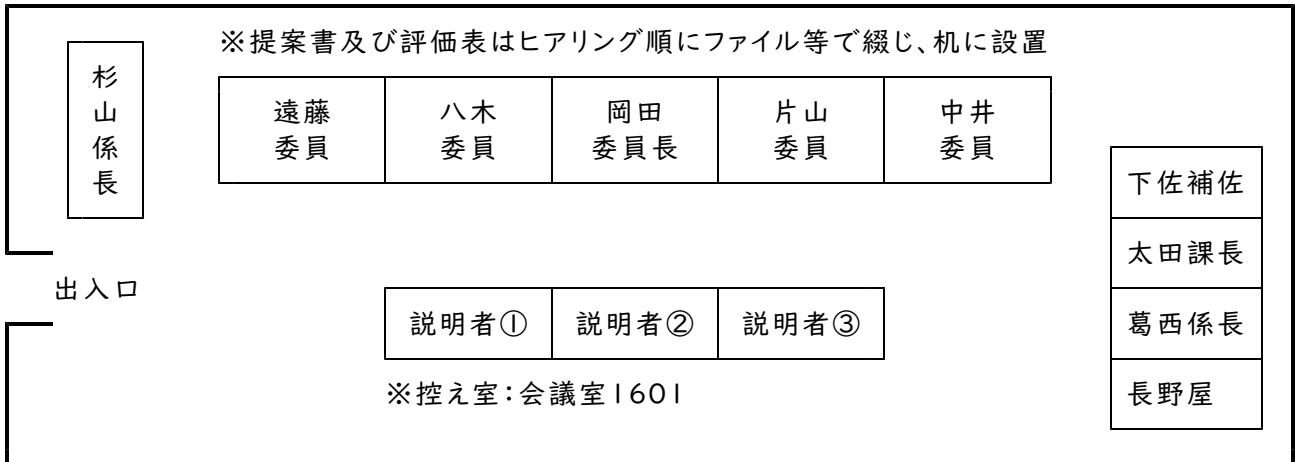 ※提案書及び評価表はヒアリング順にファイル等で綴じ、机に設置
杉山係長
遠藤
委員
八木
委員
岡田
委員長
片山
委員
中井
委員
下佐補佐
太田課長
葛西係長
長野屋
出入口
説明者①
説明者②
説明者③
※控え室:会議室1601